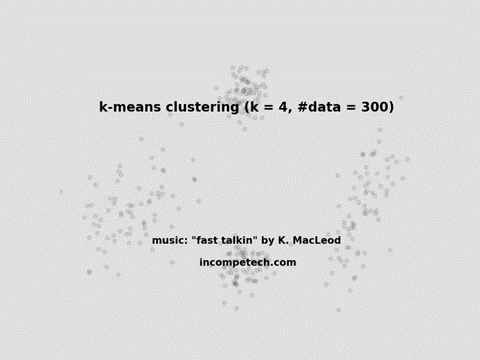 k-means clustering (k = 4, #data = 300)
music: "fast talkin" by K. MacLeod
incompetech.com